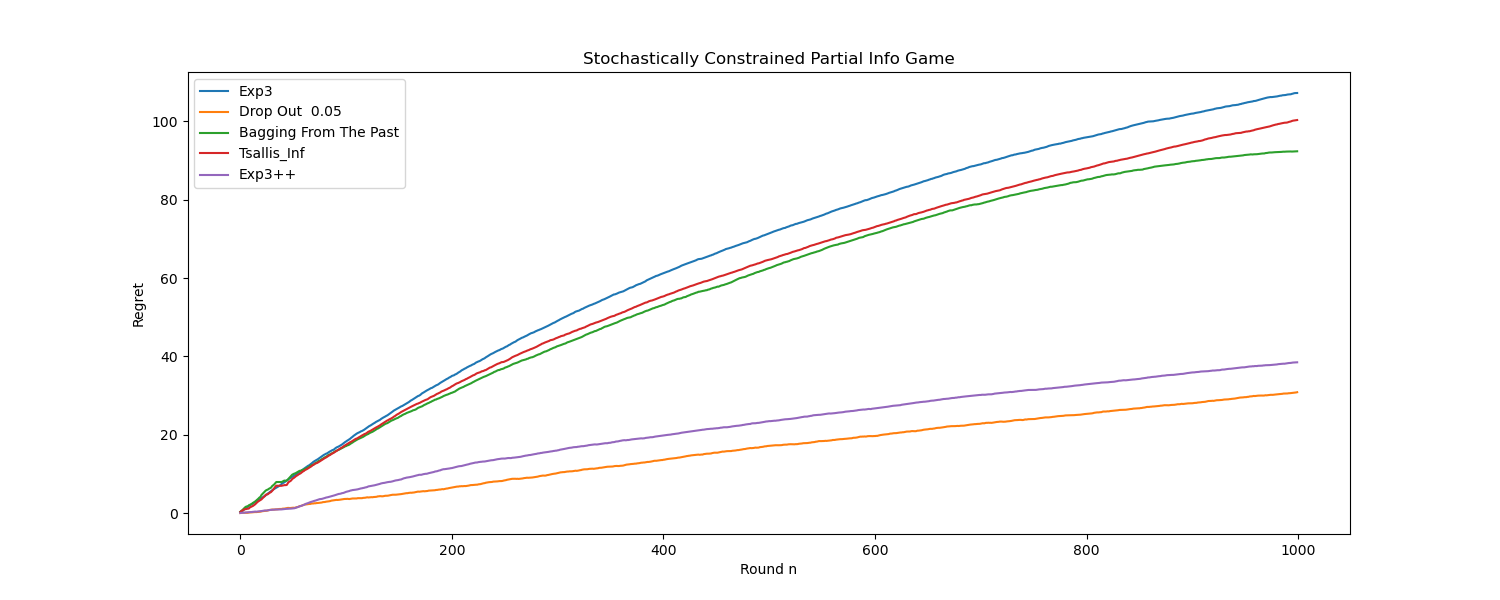 Stochastically Constrained Partial Info Game
Exp3
Drop Out  0.05
Bagging From The Past
Tsallis_Inf
Exp3++
Regret
100
80
60
40
20
0
0 200 400 600 800 1000
Round n